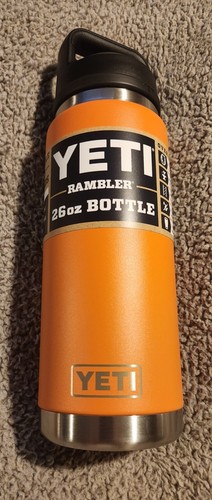 YETI
RAMBLER
26oz BOTTLE
YETI